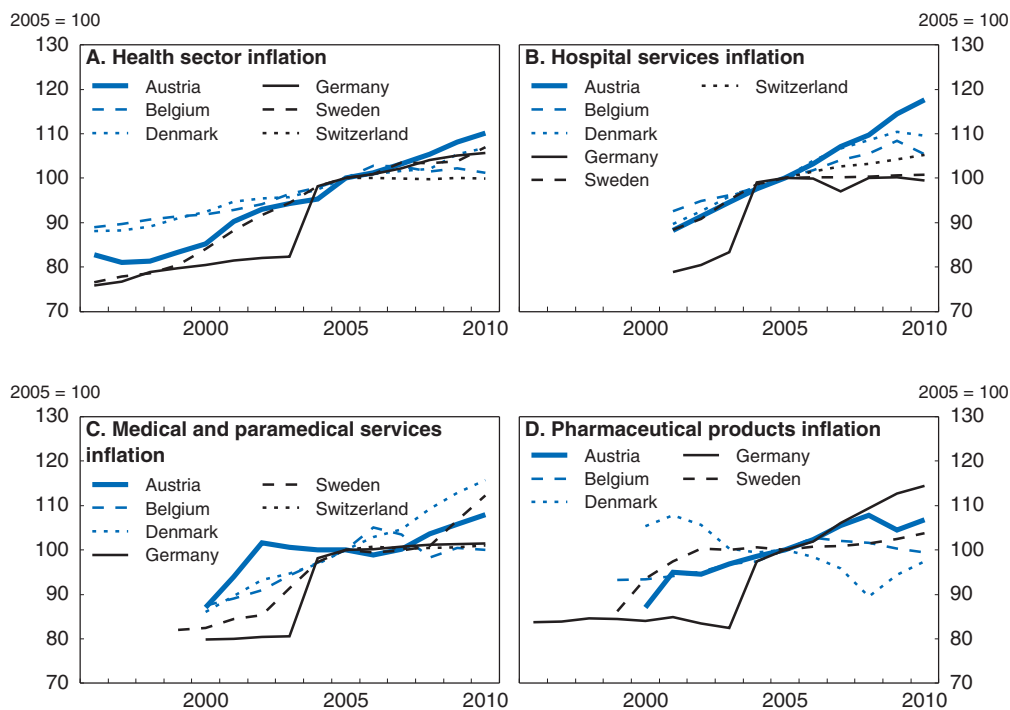 2005 = 100
2005 = 100
130
120
110
100
90
80
70
A. Health sector inflation
Austria
Belgium
Denmark
Germany
Sweden
Switzerland
2000
2005
2010
B. Hospital services inflation
Austria
Belgium
Denmark
Germany
Sweden
Switzerland
130
120
110
100
90
80
70
2000
2005
2010
2005 = 100
2005 = 100
130
120
110
100
90
80
70
C. Medical and paramedical services
inflation
Austria
Belgium
Denmark
Germany
Sweden
Switzerland
2000
2005
2010
D. Pharmaceutical products inflation
Austria
Belgium
Denmark
Germany
Sweden
130
120
110
100
90
80
70
2000
2005
2010